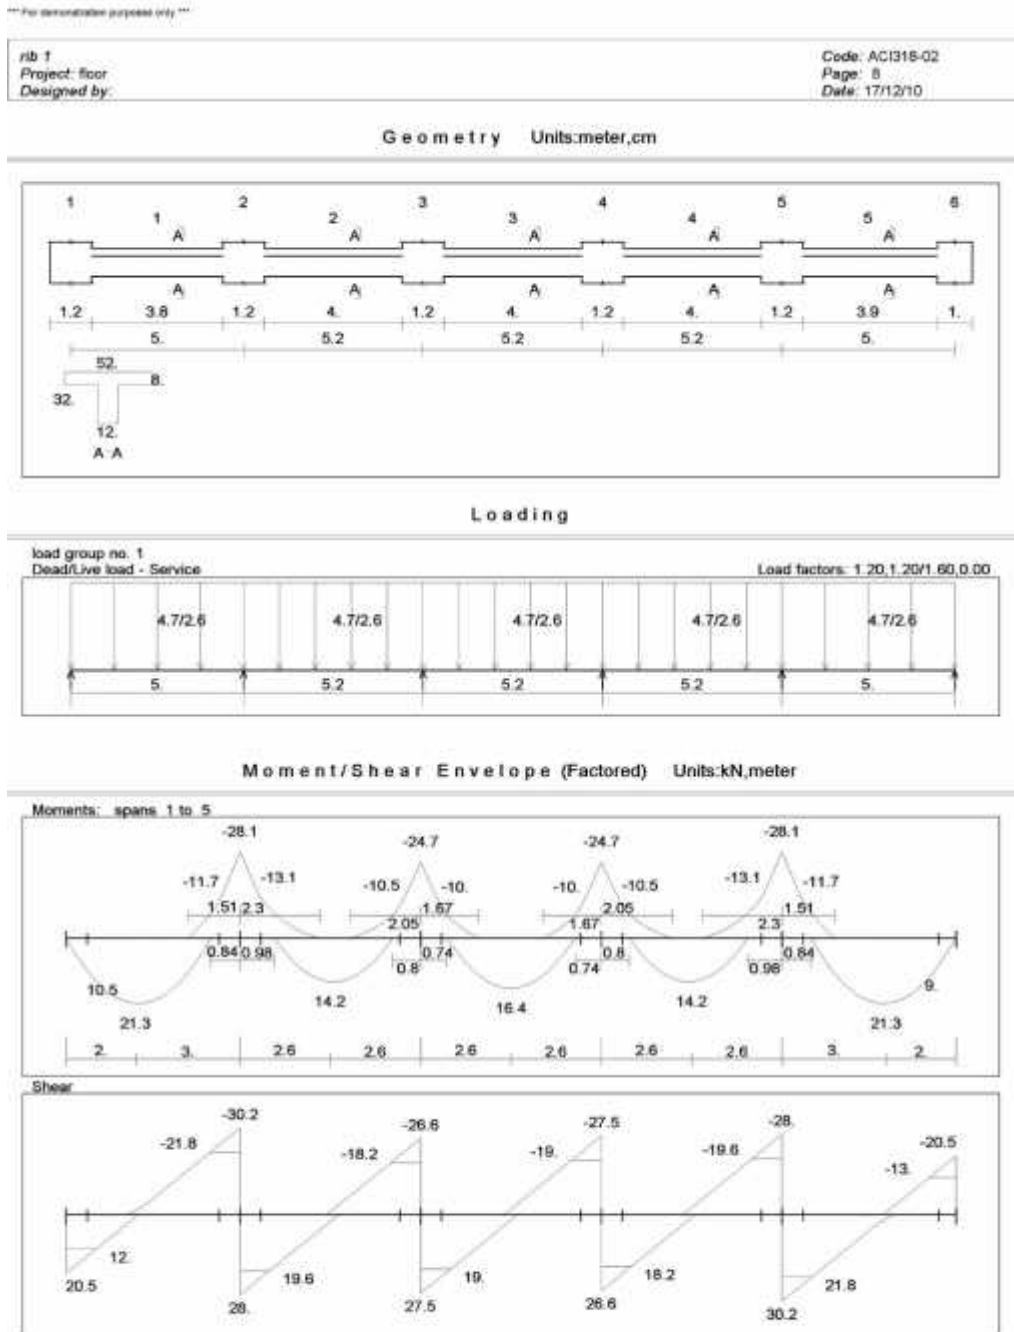 *** For demonstration purposes only ***
rib 1 Code: ACI318-02
Project: floor Page: 8
Designed by: Date: 17/12/10
Geometry Units:meter,cm
1 2 3 4 5 6
1 2 3 4 5
A A A A A
A A A A A
1.2 3.8 1.2 4. 1.2 4. 1.2 4. 1.2 3.9 1.
5. 5.2 5.2 5.2 5.
52.
8.
32.
12.
A A
Loading
load group no. 1
Dead/Live load - Service Load factors: 1.20,1.20/1.60,0.00
4.7/2.6 4.7/2.6 4.7/2.6 4.7/2.6 4.7/2.6
5. 5.2 5.2 5.2 5.
Moment/Shear Envelope (Factored) Units:kN,meter
Moments: spans 1 to 5
-28.1 -24.7 -24.7 -28.1
-11.7 -13.1 -10.5 -10. -10. -10.5 -13.1 -11.7
1.51 2.3 2.05 1.67 1.67 2.05 2.3 1.51
0.84 0.98 0.8 0.74 0.74 0.8 0.98 0.84
10.5 14.2 14.2 9.
21.3 16.4 21.3
2. 3. 2.6 2.6 2.6 2.6 2.6 2.6 3. 2.
Shear
-30.2 -26.6 -27.5 -28. -20.5
-21.8 -18.2 -19. -19.6 -13.
12. 19.6 19. 18.2 21.8
20.5 28. 27.5 26.6 30.2